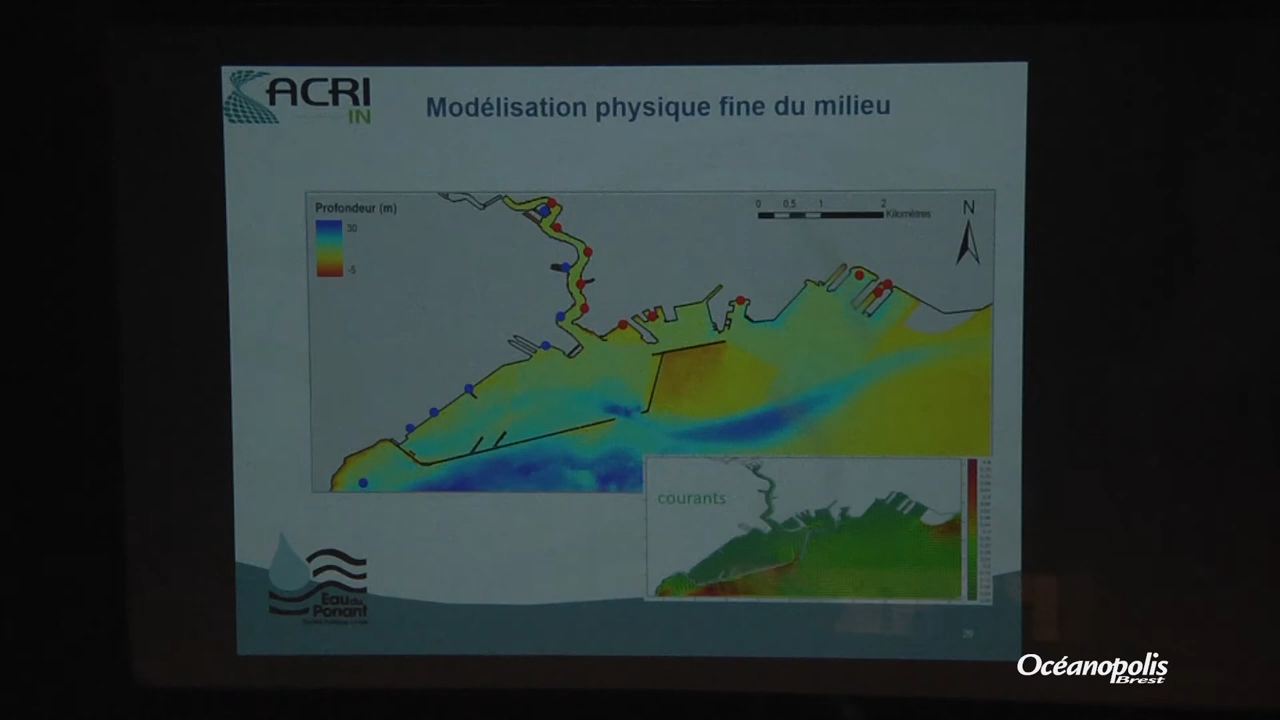 ACRI
IN
Modélisation physique fine du milieu
Profondeur (m)
30
-5
0 0,5 1 2
Kilomètres
N
courants
Eau du
Ponant
29
Océanopolis
Brest